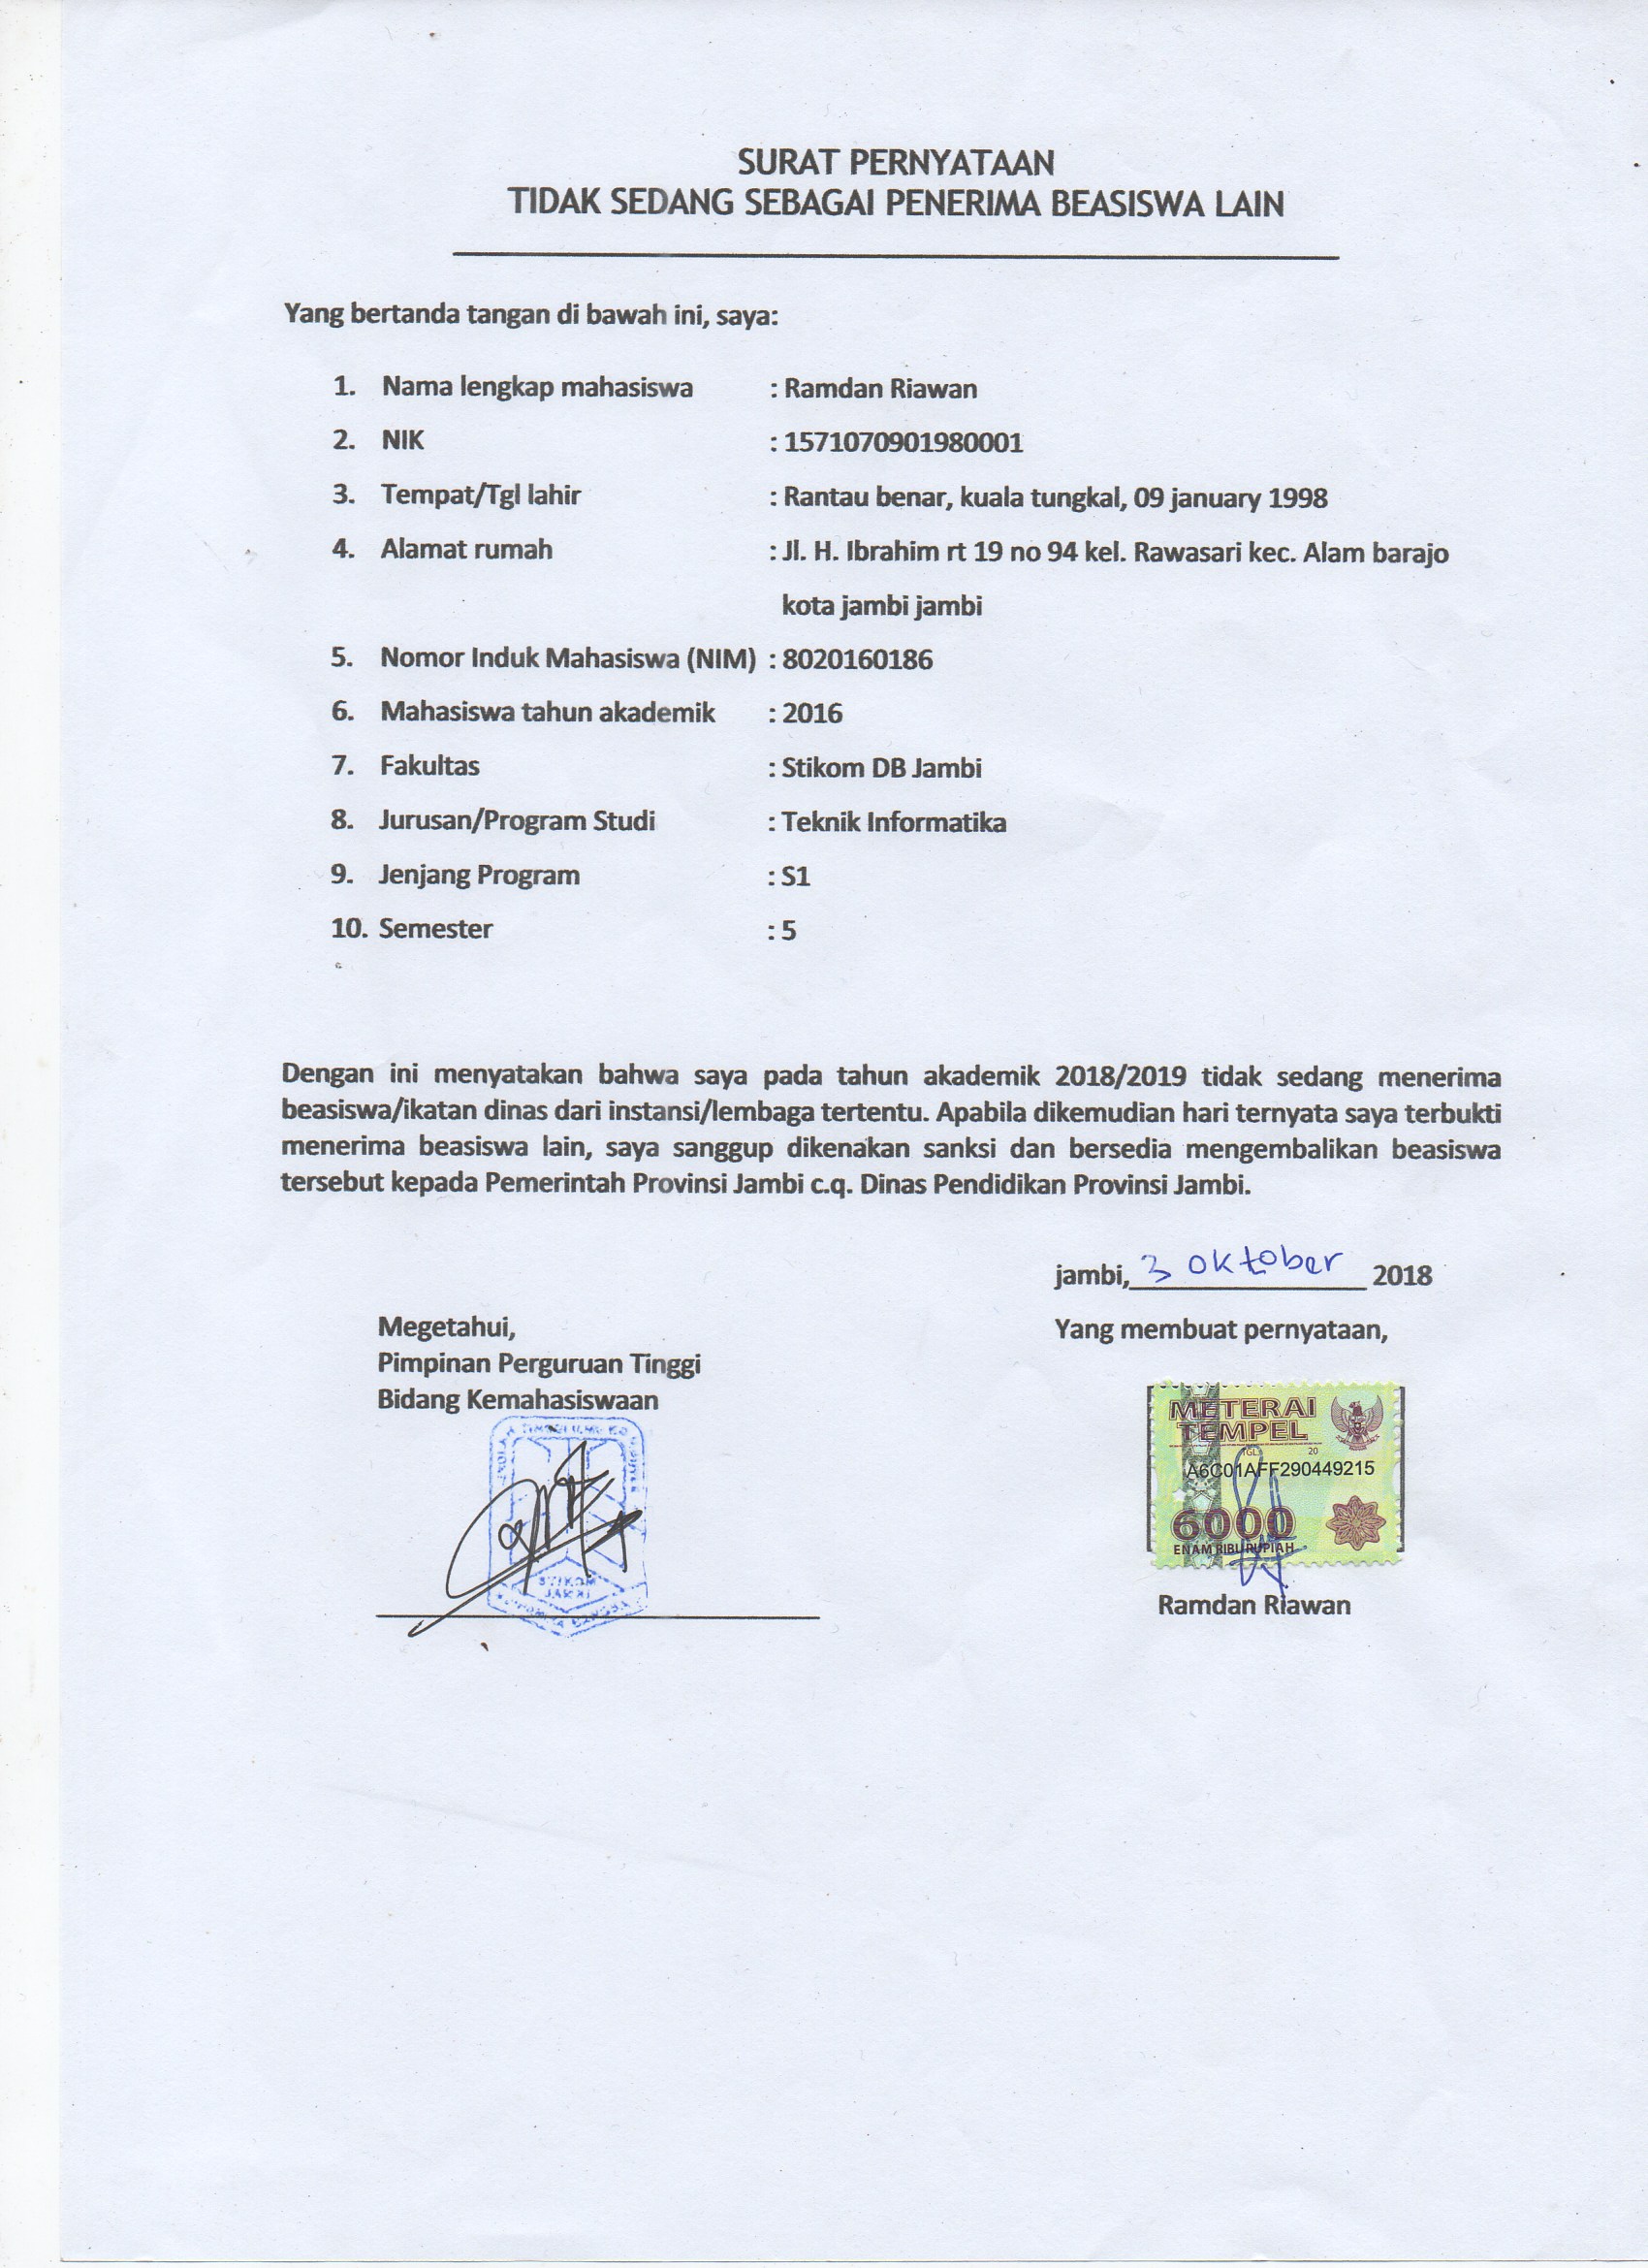 SURAT PERNYATAAN
TIDAK SEDANG SEBAGAI PENERIMA BEASISWA LAIN
Yang bertanda tangan di bawah ini, saya:
1. Nama lengkap mahasiswa : Ramdan Riawan
2. NIK : 1571070901980001
3. Tempat/Tgl lahir : Rantau benar, kuala tungkal, 09 january 1998
4. Alamat rumah : Jl. H. Ibrahim rt 19 no 94 kel. Rawasari kec. Alam barajo
kota jambi jambi
5. Nomor Induk Mahasiswa (NIM) : 8020160186
6. Mahasiswa tahun akademik : 2016
7. Fakultas : Stikom DB Jambi
8. Jurusan/Program Studi : Teknik Informatika
9. Jenjang Program : S1
10. Semester : 5
Dengan ini menyatakan bahwa saya pada tahun akademik 2018/2019 tidak sedang menerima
beasiswa/ikatan dinas dari instansi/lembaga tertentu. Apabila dikemudian hari ternyata saya terbukti
menerima beasiswa lain, saya sanggup dikenakan sanksi dan bersedia mengembalikan beasiswa
tersebut kepada Pemerintah Provinsi Jambi c.q. Dinas Pendidikan Provinsi Jambi.
jambi, 3 oktober 2018
Megetahui,
Pimpinan Perguruan Tinggi
Bidang Kemahasiswaan
STIKOM
JAMBI
Yang membuat pernyataan,
METERAI
TEMPEL
TGL. 20
A6C01AFF290449215
6000
ENAM RIBU RUPIAH
Ramdan Riawan